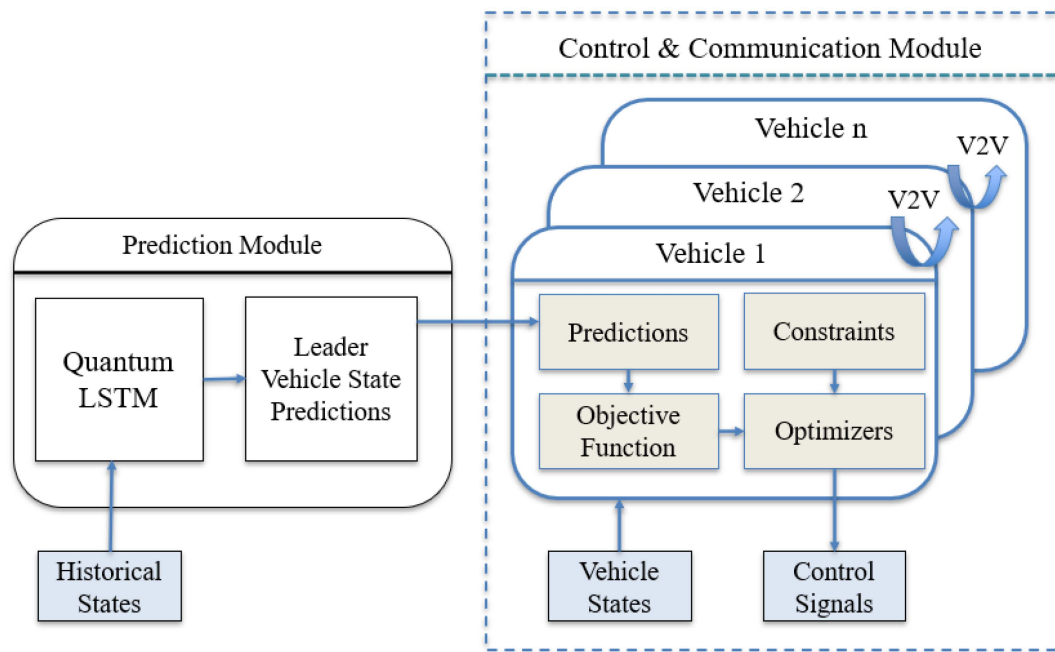 Control & Communication Module
Vehicle n
V2V
Vehicle 2
V2V
Vehicle 1
Prediction Module
Quantum
LSTM
Leader
Vehicle State
Predictions
Predictions
Constraints
Objective
Function
Optimizers
Historical
States
Vehicle
States
Control
Signals